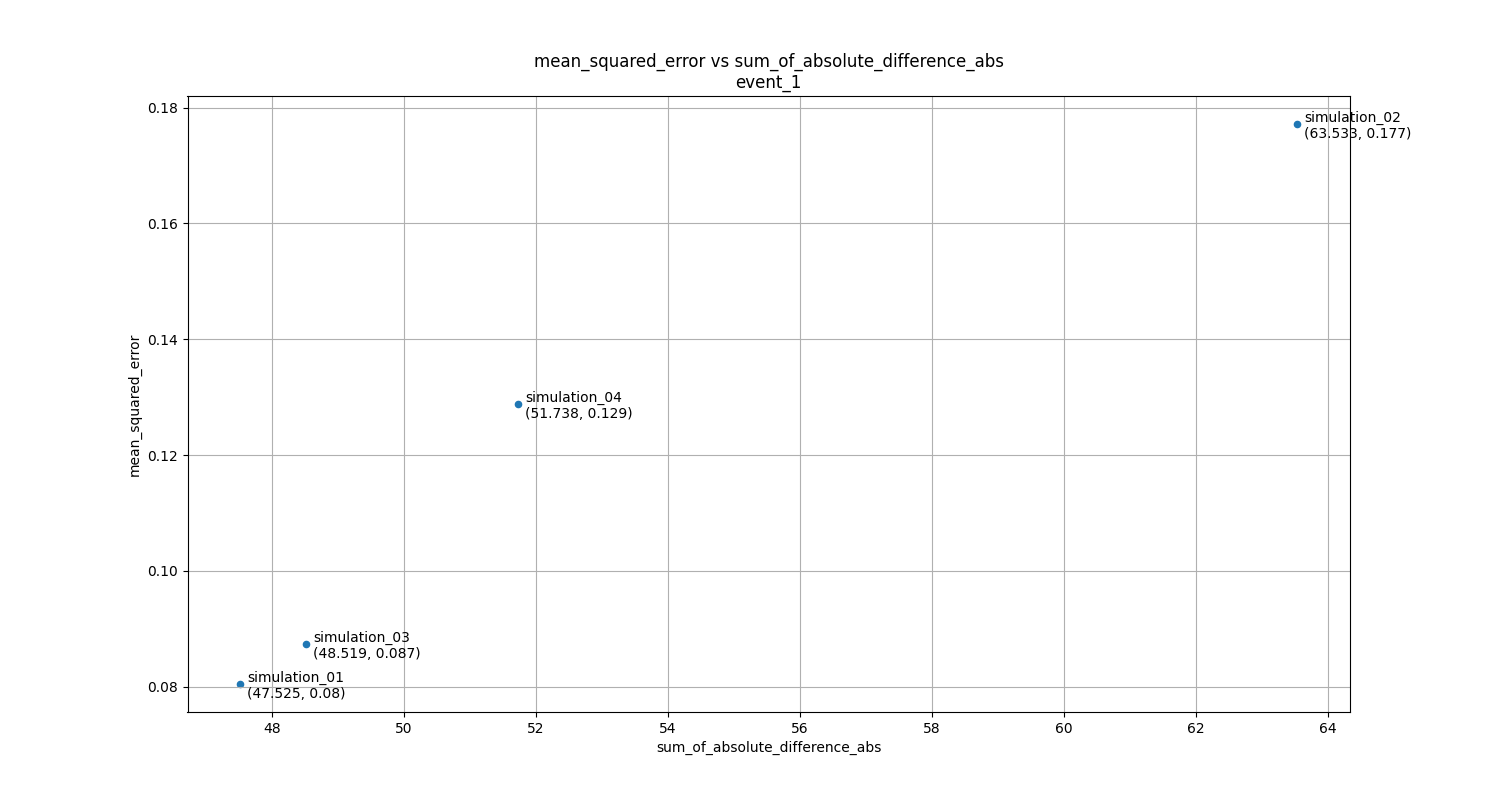 mean_squared_error vs sum_of_absolute_difference_abs
event_1
0.18
0.16
0.14
0.12
0.10
0.08
mean_squared_error
simulation_02
(63.533, 0.177)
simulation_04
(51.738, 0.129)
simulation_03
(48.519, 0.087)
simulation_01
(47.525, 0.08)
48 50 52 54 56 58 60 62 64
sum_of_absolute_difference_abs